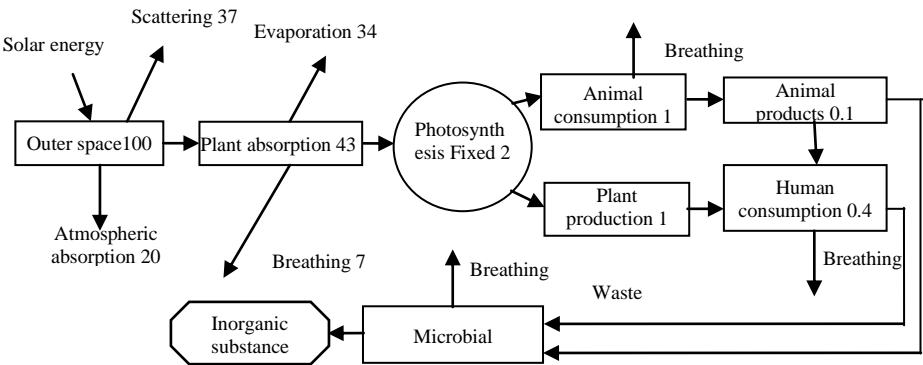 Scattering 37
Solar energy
Evaporation 34
Breathing
Outer space100
Plant absorption 43
Photosynth
esis Fixed 2
Animal
consumption 1
Animal
products 0.1
Plant
production 1
Human
consumption 0.4
Atmospheric
absorption 20
Breathing 7
Breathing
Waste
Breathing
Inorganic
substance
Microbial